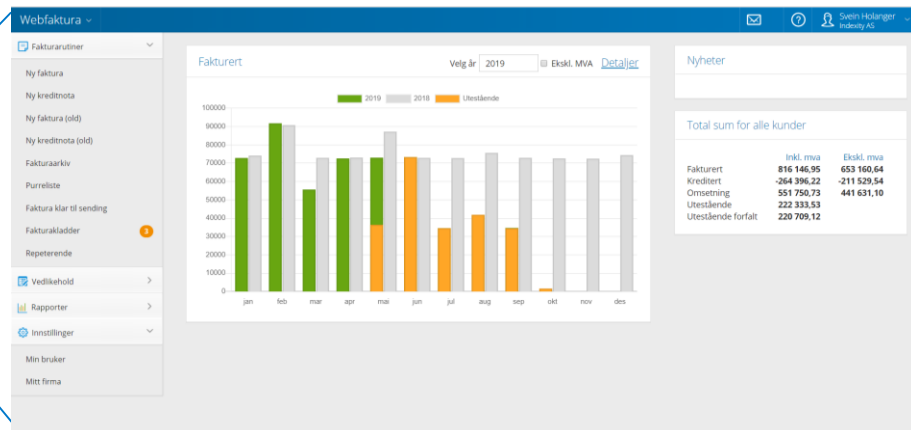 Webfaktura
Svein Holanger
Indexity AS
Fakturarutiner
Ny faktura
Ny kreditnota
Ny faktura (old)
Ny kreditnota (old)
Fakturaarkiv
Purreliste
Faktura klar til sending
Fakturakladder 3
Repeterende
Vedlikehold
Rapporter
Innstillinger
Min bruker
Mitt firma
Fakturert Velg år 2019 Ekskl. MVA Detaljer
2019 2018 Utestående
100000
90000
80000
70000
60000
50000
40000
30000
20000
10000
0
jan feb mar apr mai jun jul aug sep okt nov des
Nyheter
Total sum for alle kunder
Inkl. mva Ekskl. mva
Fakturert 816 146,95 653 160,64
Kreditert -264 396,22 -211 529,54
Omsetning 551 750,73 441 631,10
Utestående 222 333,53
Utestående forfalt 220 709,12